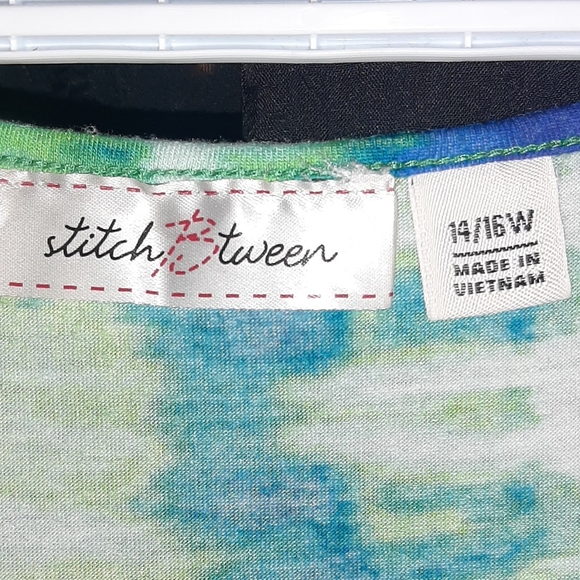 stitch B tween
14/16W
MADE IN
VIETNAM